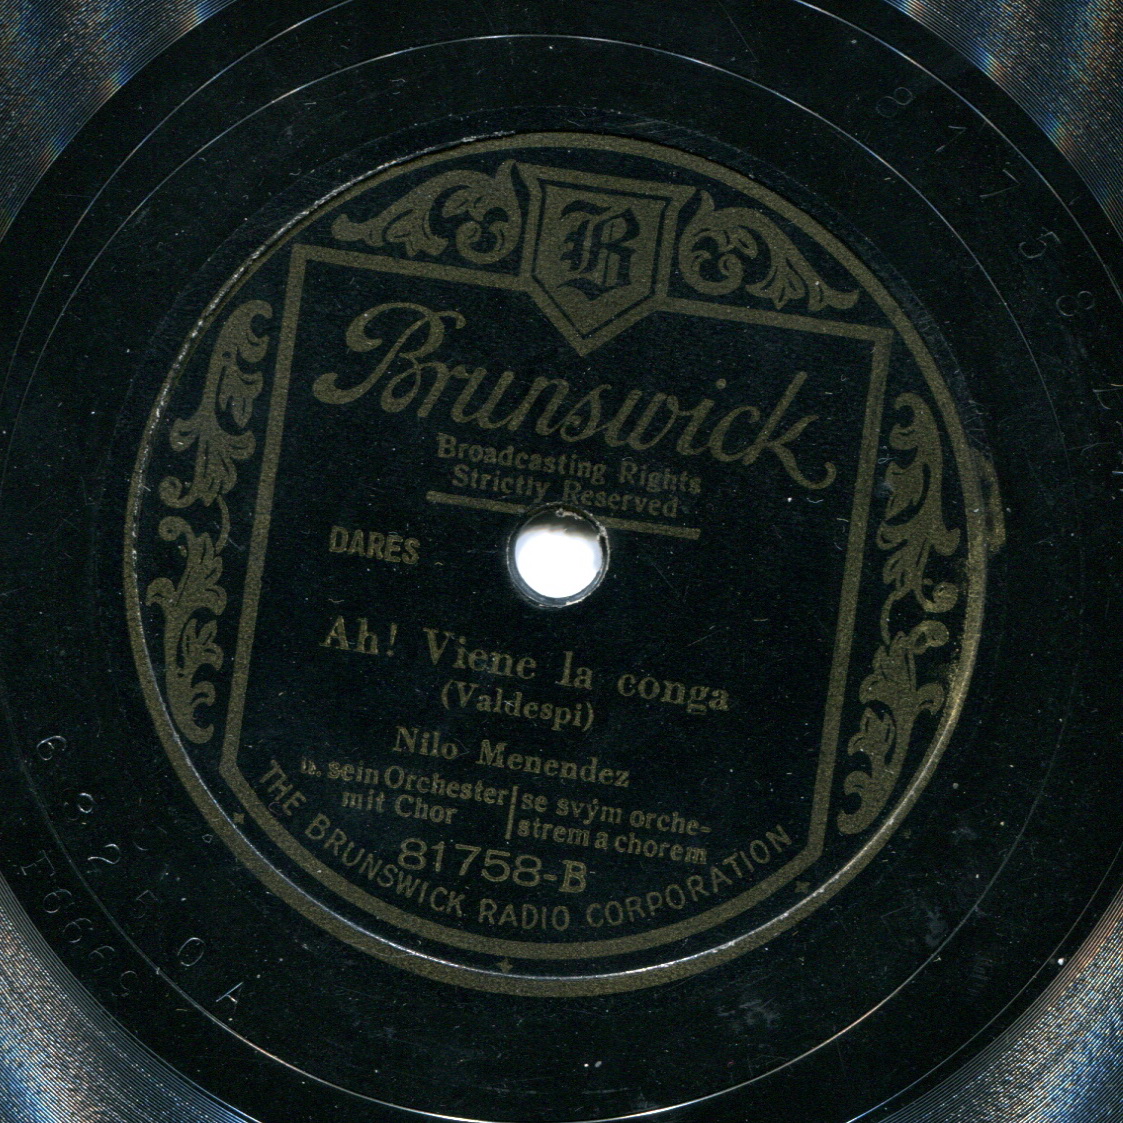 B
Brunswick
Broadcasting Rights
Strictly Reserved
DARES
Ah! Viene la conga
(Valdespi)
Nilo Menendez
u. sein Orchester
mit Chor
se svým orche=
strem a chorem
81758-B
THE BRUNSWICK RADIO CORPORATION
81758